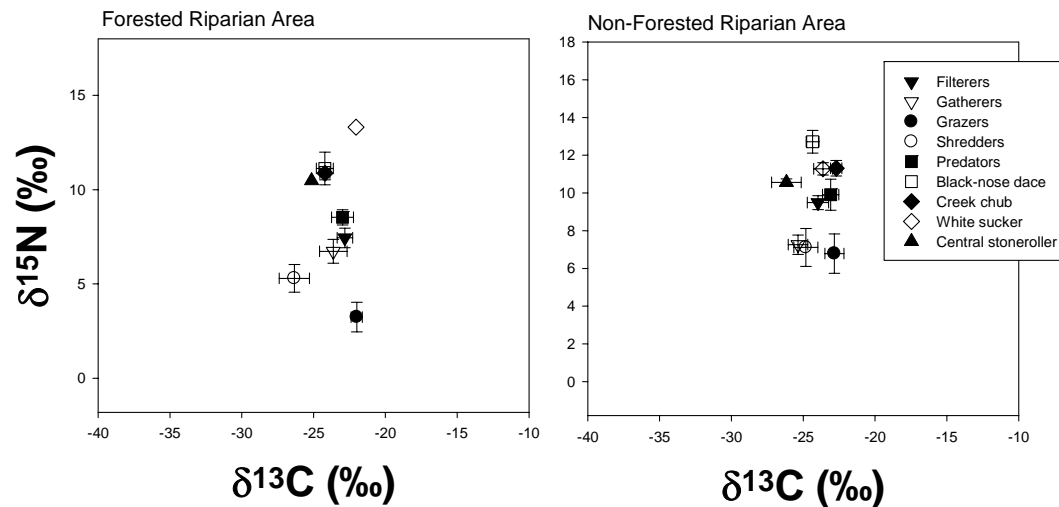 Forested Riparian Area
δ15N (‰)
15
10
5
0
-40 -35 -30 -25 -20 -15 -10
δ13C (‰)
Non-Forested Riparian Area
18
16
14
12
10
8
6
4
2
0
-40 -35 -30 -25 -20 -15 -10
δ13C (‰)
Filterers
Gatherers
Grazers
Shredders
Predators
Black-nose dace
Creek chub
White sucker
Central stoneroller